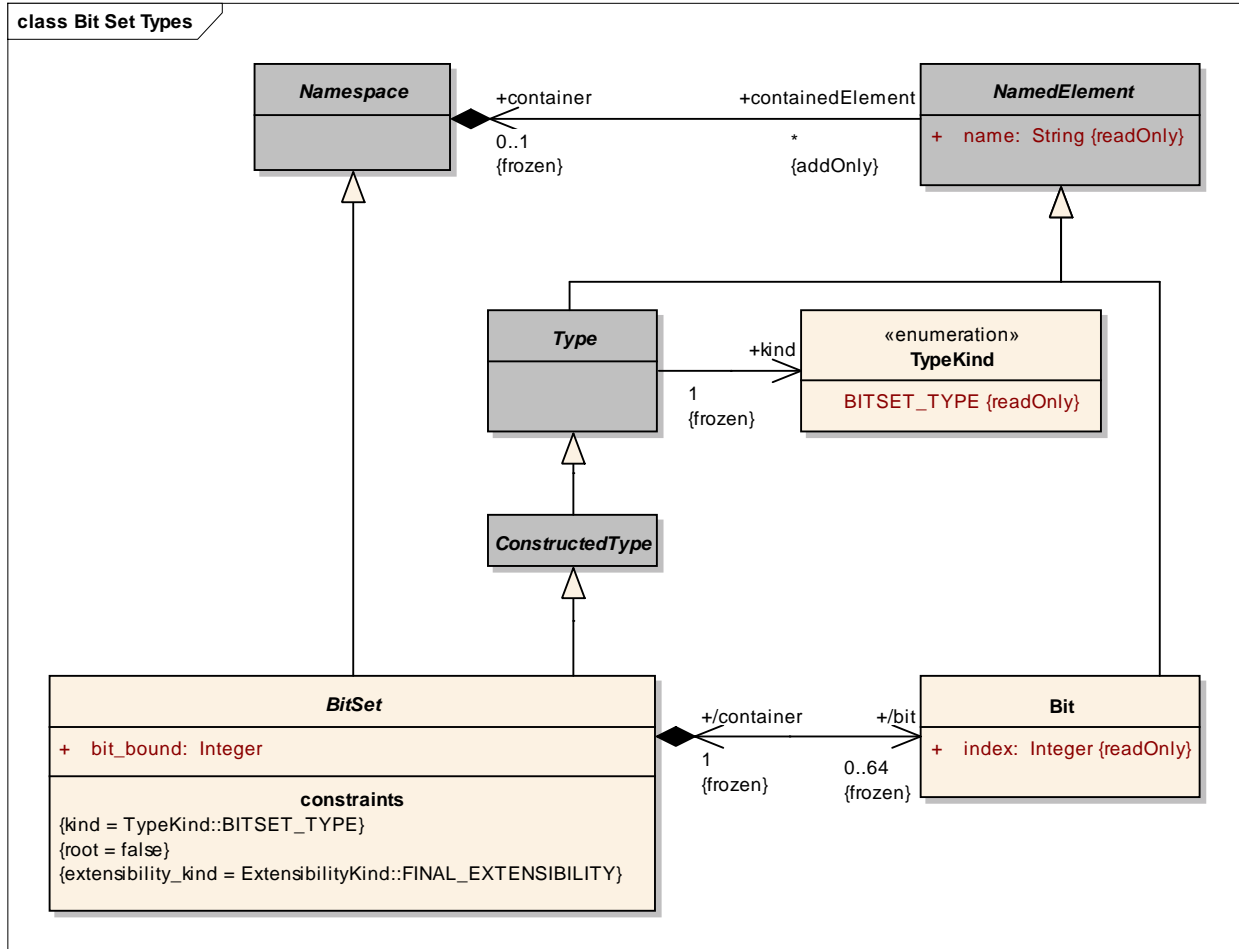 class Bit Set Types
Namespace
+container
0..1
{frozen}
+containedElement
*
{addOnly}
NamedElement
+ name: String {readOnly}
Type
+kind
1
{frozen}
«enumeration»
TypeKind
BITSET_TYPE {readOnly}
ConstructedType
BitSet
+ bit_bound: Integer
constraints
{kind = TypeKind::BITSET_TYPE}
{root = false}
{extensibility_kind = ExtensibilityKind::FINAL_EXTENSIBILITY}
+/container
1
{frozen}
+/bit
0..64
{frozen}
Bit
+ index: Integer {readOnly}